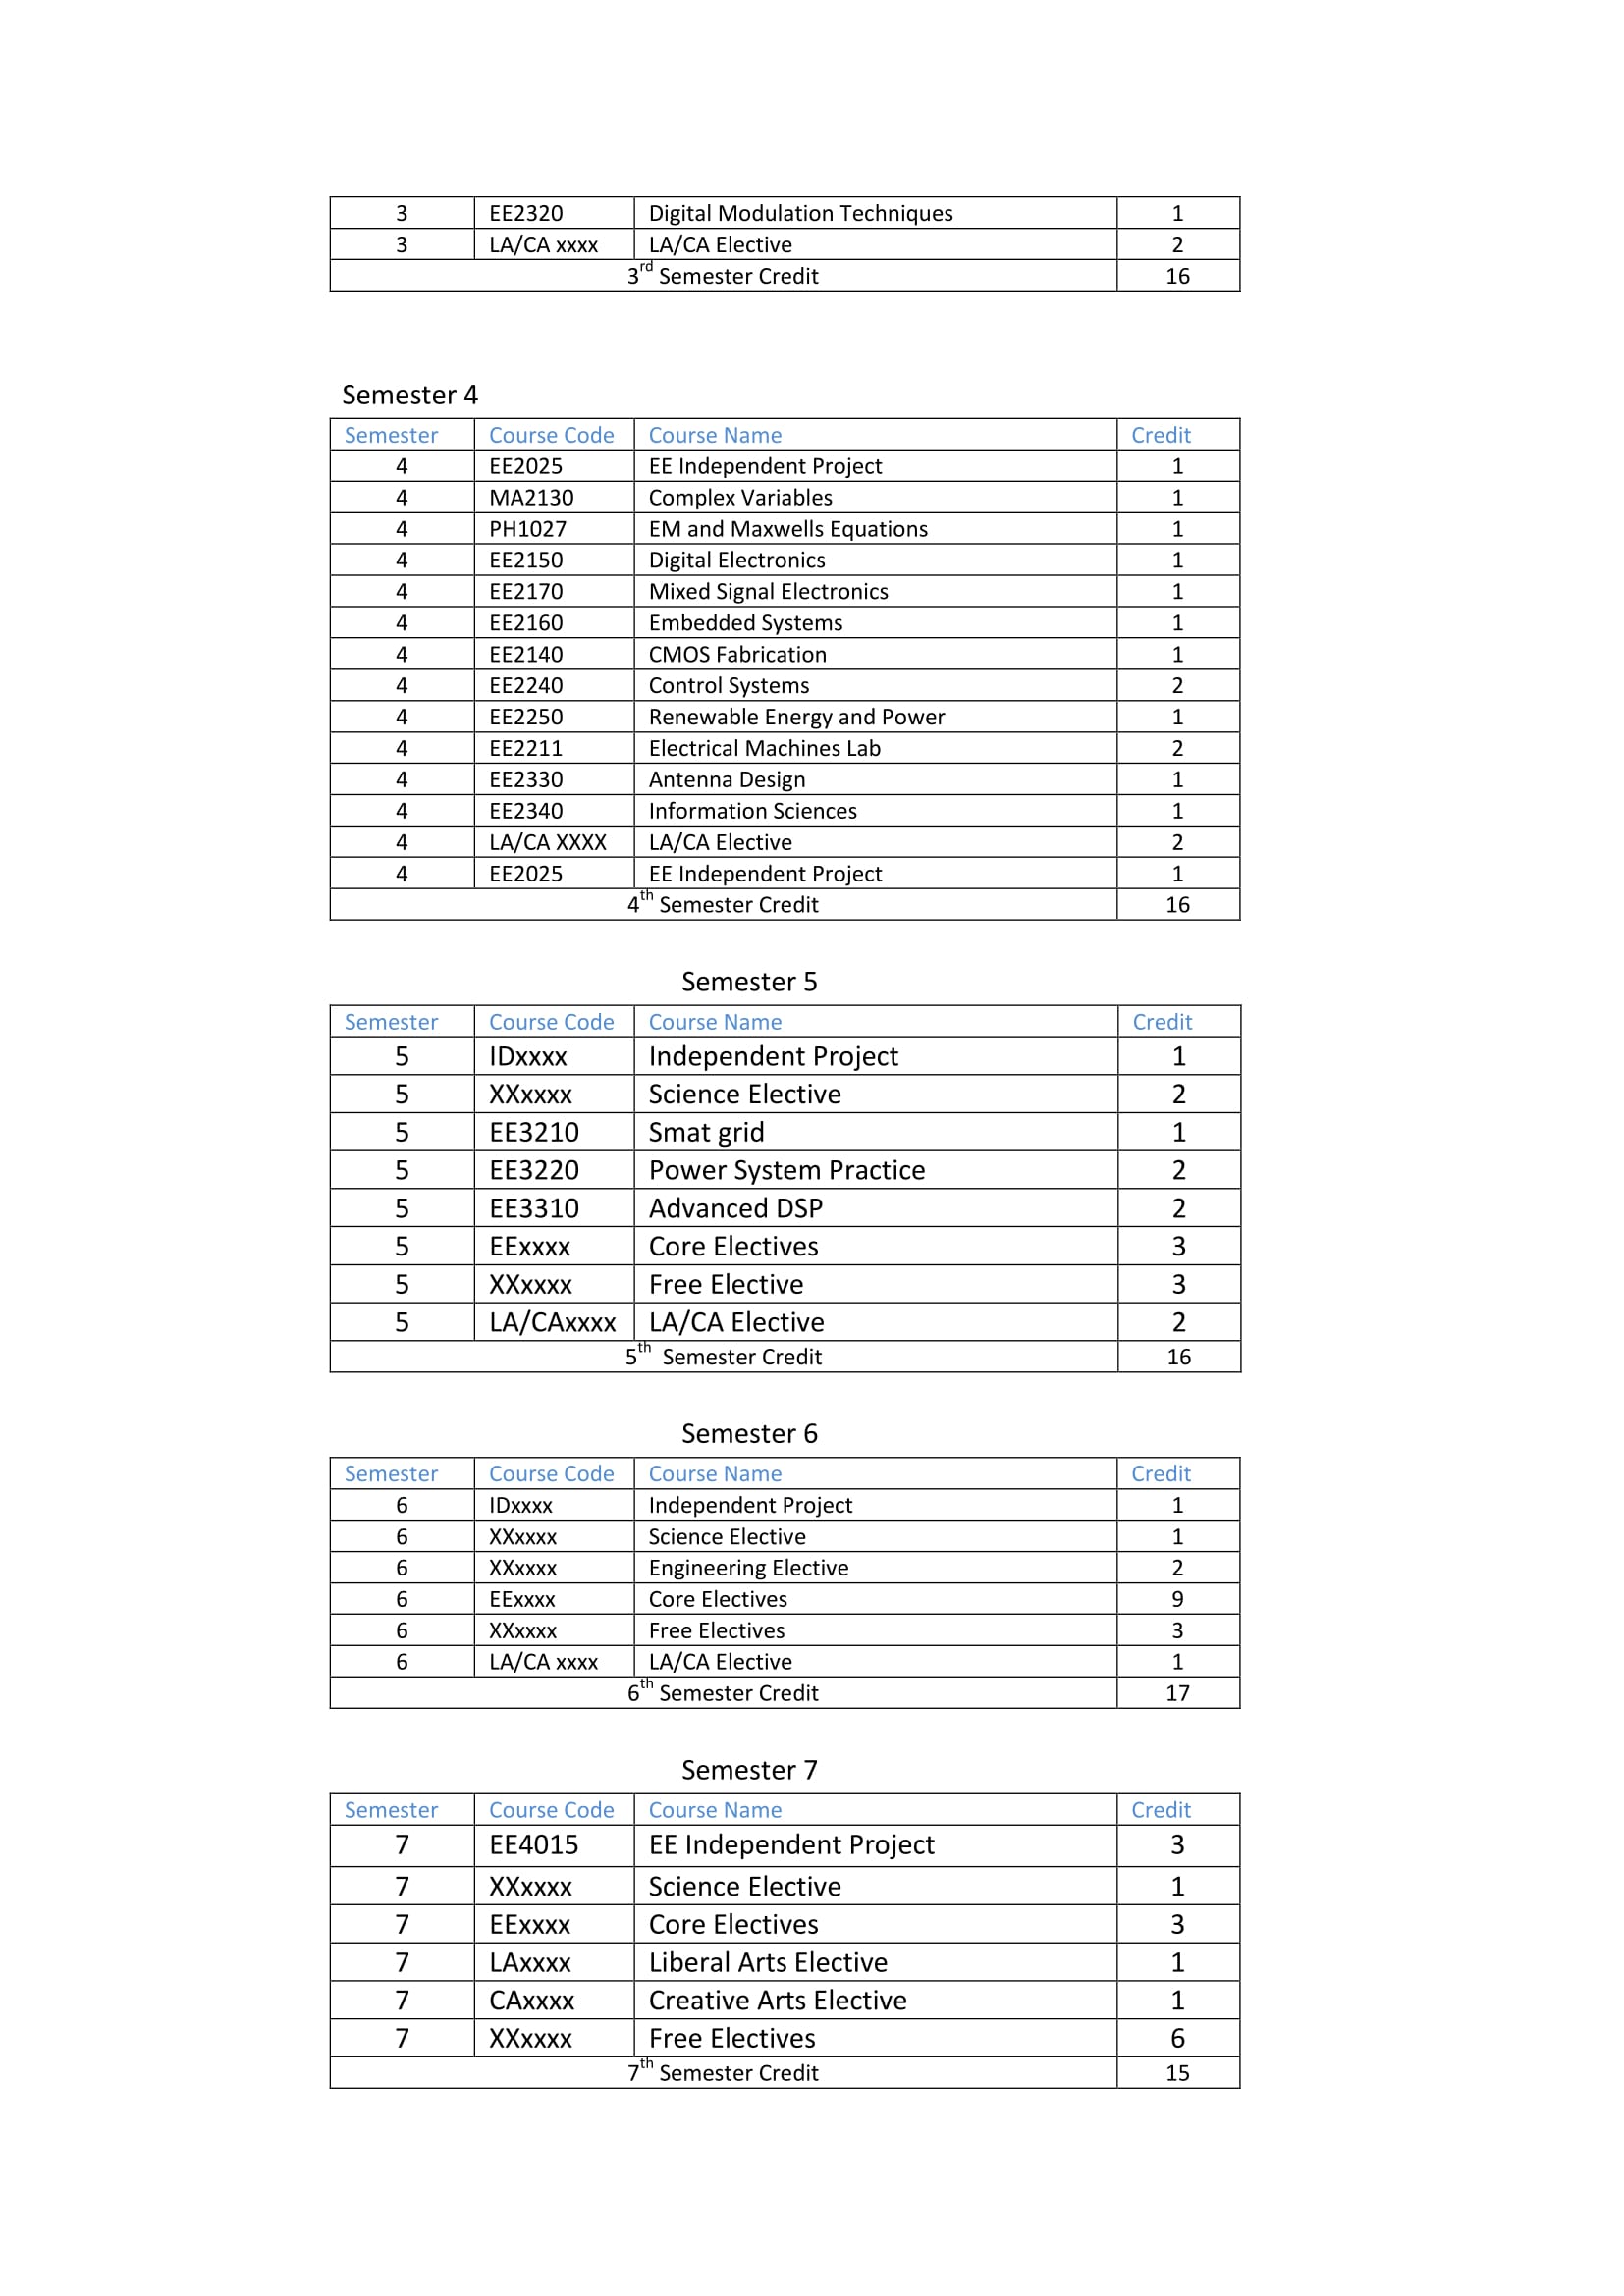 3 EE2320 Digital Modulation Techniques 1
3 LA/CA xxxx LA/CA Elective 2
3rd Semester Credit 16
Semester 4
Semester Course Code Course Name Credit
4 EE2025 EE Independent Project 1
4 MA2130 Complex Variables 1
4 PH1027 EM and Maxwells Equations 1
4 EE2150 Digital Electronics 1
4 EE2170 Mixed Signal Electronics 1
4 EE2160 Embedded Systems 1
4 EE2140 CMOS Fabrication 1
4 EE2240 Control Systems 2
4 EE2250 Renewable Energy and Power 1
4 EE2211 Electrical Machines Lab 2
4 EE2330 Antenna Design 1
4 EE2340 Information Sciences 1
4 LA/CA XXXX LA/CA Elective 2
4 EE2025 EE Independent Project 1
4th Semester Credit 16
Semester 5
Semester Course Code Course Name Credit
5 IDxxxx Independent Project 1
5 XXxxxx Science Elective 2
5 EE3210 Smat grid 1
5 EE3220 Power System Practice 2
5 EE3310 Advanced DSP 2
5 EExxxx Core Electives 3
5 XXxxxx Free Elective 3
5 LA/CAxxxx LA/CA Elective 2
5th Semester Credit 16
Semester 6
Semester Course Code Course Name Credit
6 IDxxxx Independent Project 1
6 XXxxxx Science Elective 1
6 XXxxxx Engineering Elective 2
6 EExxxx Core Electives 9
6 XXxxxx Free Electives 3
6 LA/CA xxxx LA/CA Elective 1
6th Semester Credit 17
Semester 7
Semester Course Code Course Name Credit
7 EE4015 EE Independent Project 3
7 XXxxxx Science Elective 1
7 EExxxx Core Electives 3
7 LAxxxx Liberal Arts Elective 1
7 CAxxxx Creative Arts Elective 1
7 XXxxxx Free Electives 6
7th Semester Credit 15